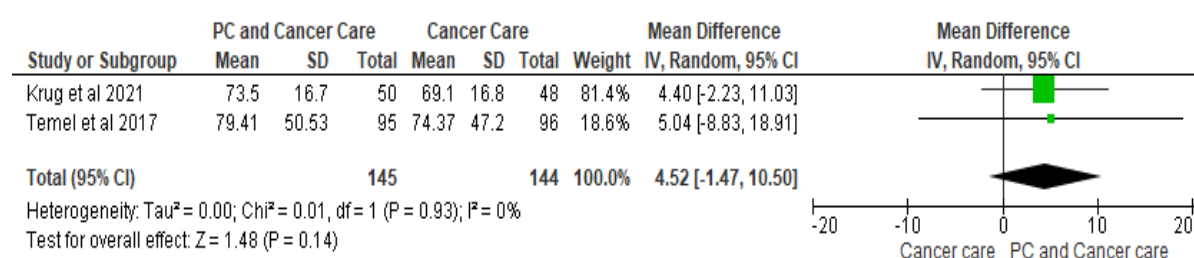 PC and Cancer Care Cancer Care Mean Difference Mean Difference
Study or Subgroup Mean SD Total Mean SD Total Weight IV, Random, 95% CI IV, Random, 95% CI
Krug et al 2021 73.5 16.7 50 69.1 16.8 48 81.4% 4.40 [-2.23, 11.03]
Temel et al 2017 79.41 50.53 95 74.37 47.2 96 18.6% 5.04 [-8.83, 18.91]
Total (95% CI) 145 144 100.0% 4.52 [-1.47, 10.50]
Heterogeneity: Tau² = 0.00; Chi² = 0.01, df = 1 (P = 0.93); I² = 0%
Test for overall effect: Z = 1.48 (P = 0.14)
-20 -10 0 10 20
Cancer care PC and Cancer care